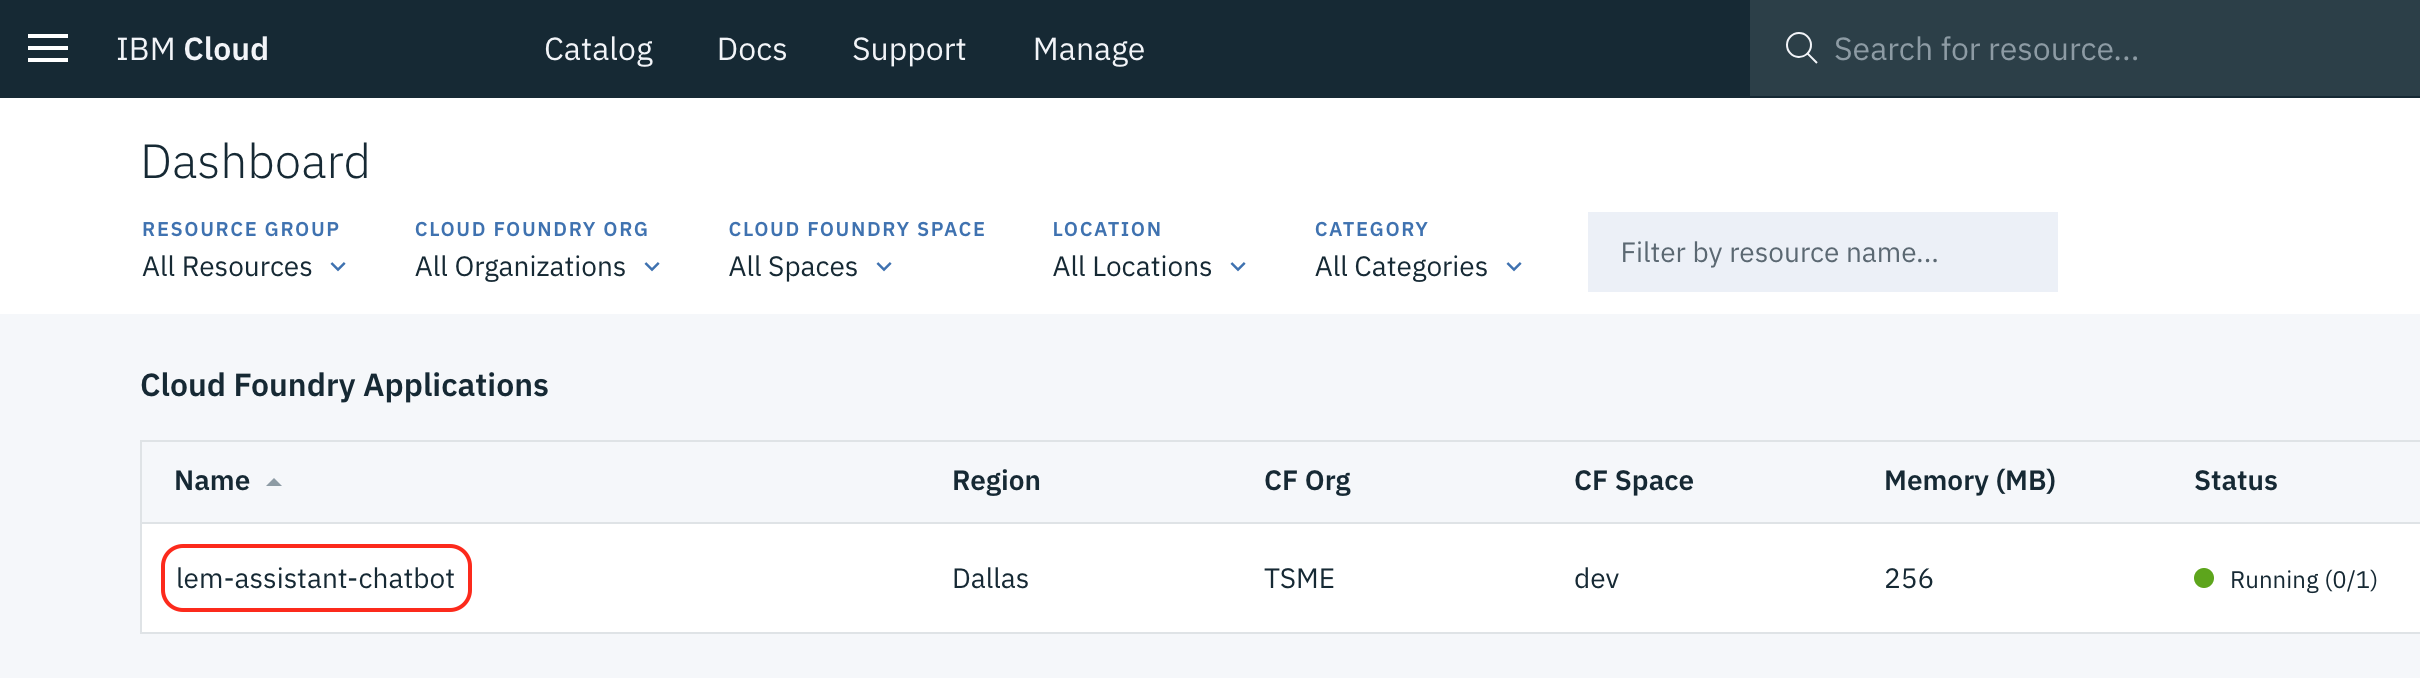 IBM Cloud Catalog Docs Support Manage Search for resource...
Dashboard
RESOURCE GROUP CLOUD FOUNDRY ORG CLOUD FOUNDRY SPACE LOCATION CATEGORY
All Resources All Organizations All Spaces All Locations All Categories Filter by resource name...
Cloud Foundry Applications
Name Region CF Org CF Space Memory (MB) Status
lem-assistant-chatbot Dallas TSME dev 256 Running (0/1)